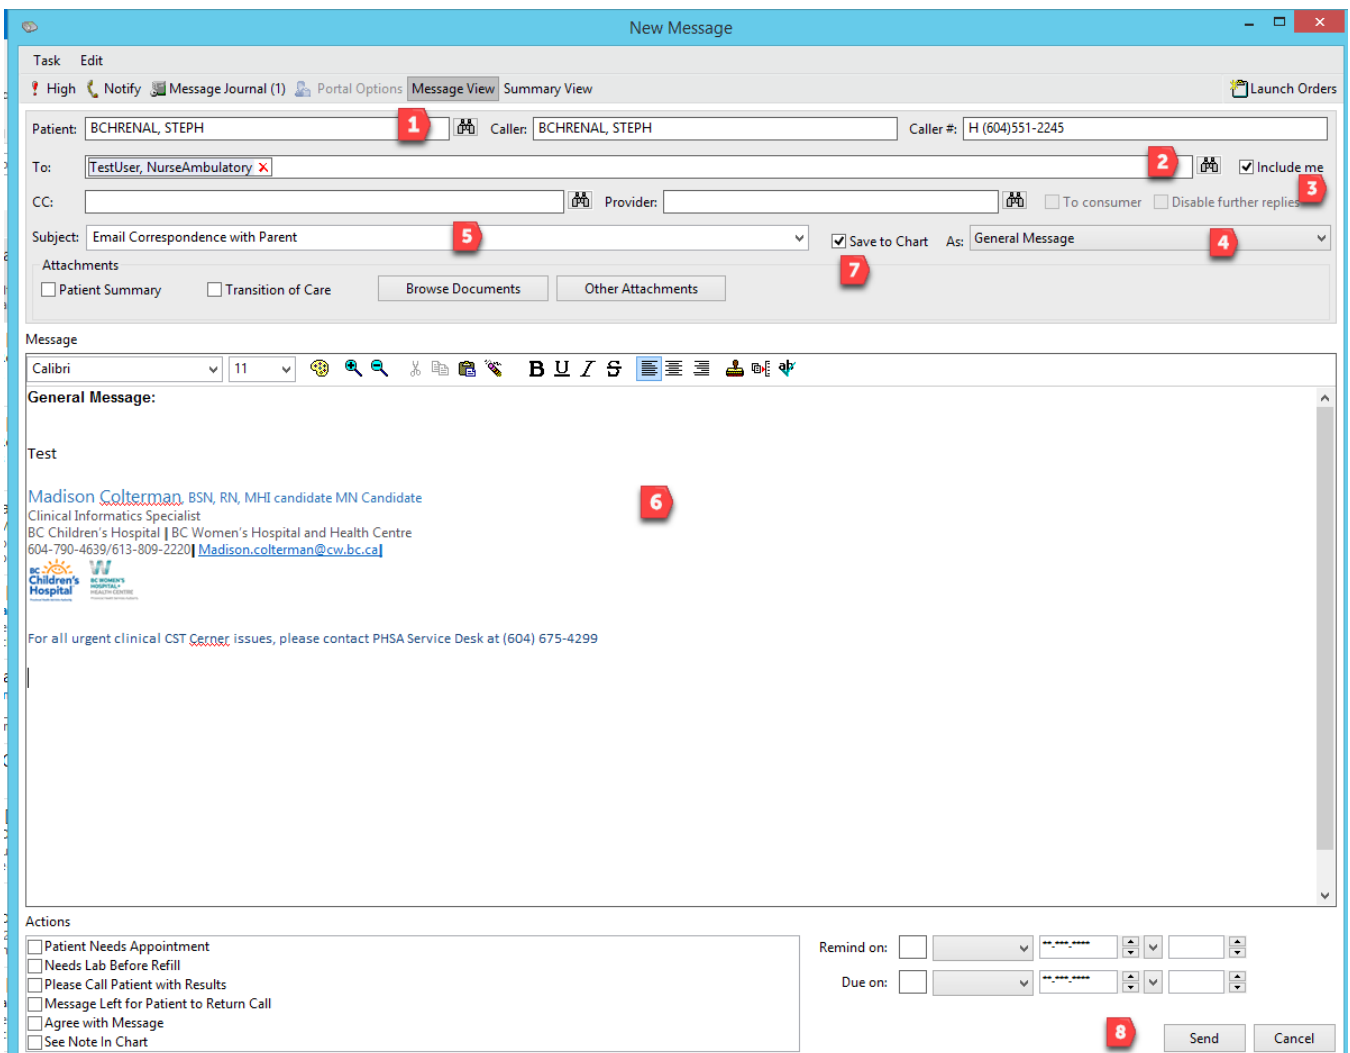 New Message
Task Edit
High Notify Message Journal (1) Portal Options Message View Summary View Launch Orders
Patient: BCHRENAL, STEPH 1 Caller: BCHRENAL, STEPH Caller #: H (604)551-2245
To: TestUser, NurseAmbulatory 2 Include me
3
CC: Provider: To consumer Disable further replies
Subject: Email Correspondence with Parent 5 Save to Chart As: General Message 4
7
Attachments
Patient Summary Transition of Care Browse Documents Other Attachments
Message
Calibri 11 B U I S
General Message:
Test
Madison Colterman, BSN, RN, MHI candidate MN Candidate
6
Clinical Informatics Specialist
BC Children's Hospital | BC Women's Hospital and Health Centre
604-790-4639/613-809-2220| Madison.colterman@cw.bc.ca|
BC Children's Hospital
W
BC WOMEN'S HOSPITAL+ HEALTH CENTRE
For all urgent clinical CST Cerner issues, please contact PHSA Service Desk at (604) 675-4299
Actions
Patient Needs Appointment
Needs Lab Before Refill
Please Call Patient with Results
Message Left for Patient to Return Call
Agree with Message
See Note In Chart
Remind on: **-***-****
Due on: **-***-****
8 Send Cancel